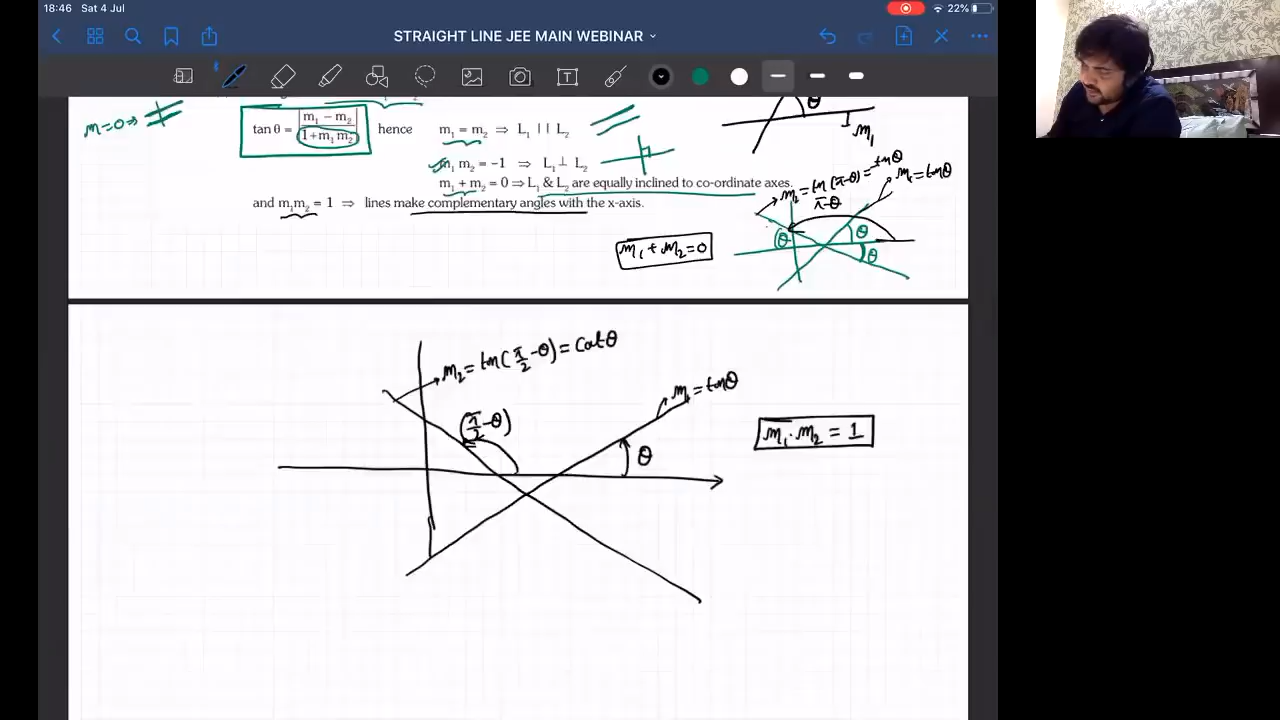 18:46 Sat 4 Jul
22%
STRAIGHT LINE JEE MAIN WEBINAR
m=0⇒
tan θ = |m₁ − m₂ / 1+m₁ m₂| hence m₁ = m₂ ⇒ L₁ || L₂
m₁ m₂ = −1 ⇒ L₁ ⊥ L₂
m₁ + m₂ = 0 ⇒ L₁ & L₂ are equally inclined to co-ordinate axes.
and m₁m₂ = 1 ⇒ lines make complementary angles with the x-axis.
θ
m₁
m₂ = tan (π-θ) = -tanθ
π-θ
m₁ = tanθ
θ
θ
θ
m₁ + m₂ = 0
m₂ = tan(π/2 -θ) = Cotθ
m₁ = tanθ
(π/2 -θ)
θ
m₁ . m₂ = 1